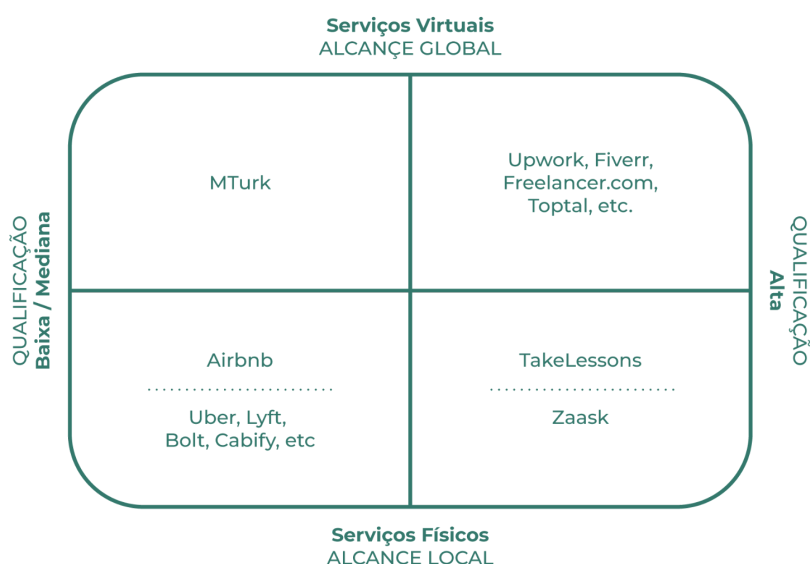 Serviços Virtuais
ALCANÇE GLOBAL
MTurk
Upwork, Fiverr,
Freelancer.com,
Toptal, etc.
QUALIFICAÇÃO
Baixa / Mediana
QUALIFICAÇÃO
Alta
Airbnb
Uber, Lyft,
Bolt, Cabify, etc
TakeLessons
Zaask
Serviços Físicos
ALCANCE LOCAL